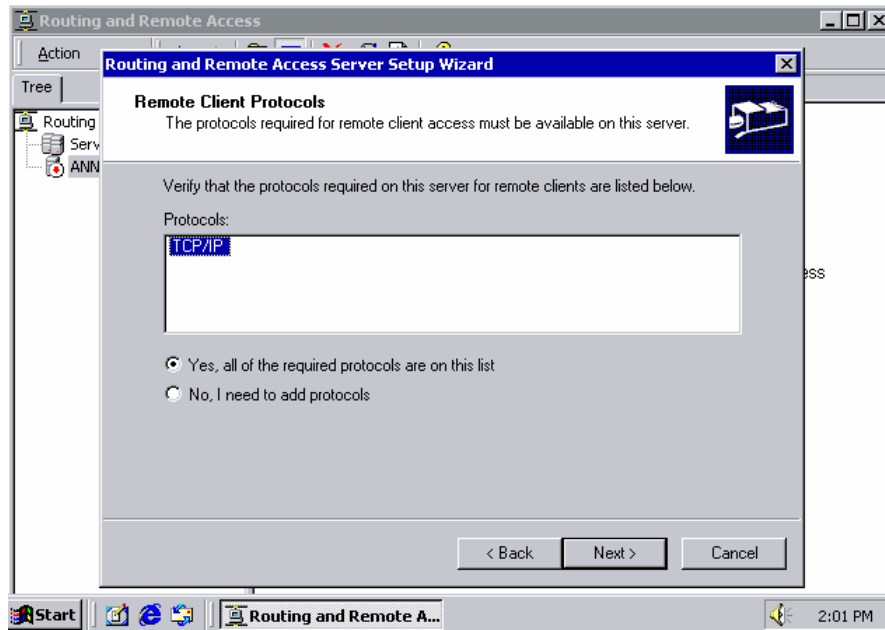 Routing and Remote Access
Action
Routing and Remote Access Server Setup Wizard
Tree
Remote Client Protocols
The protocols required for remote client access must be available on this server.
Routing
Serv
ANN
Verify that the protocols required on this server for remote clients are listed below.
Protocols:
TCP/IP
ess
Yes, all of the required protocols are on this list
No, I need to add protocols
< Back
Next >
Cancel
Start
Routing and Remote A...
2:01 PM